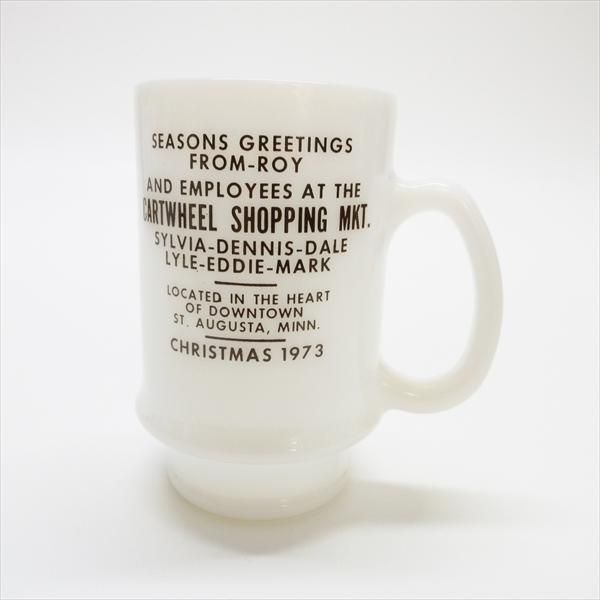 SEASONS GREETINGS
FROM-ROY
AND EMPLOYEES AT THE
CARTWHEEL SHOPPING MKT.
SYLVIA-DENNIS-DALE
LYLE-EDDIE-MARK
LOCATED IN THE HEART
OF DOWNTOWN
ST. AUGUSTA, MINN.
CHRISTMAS 1973